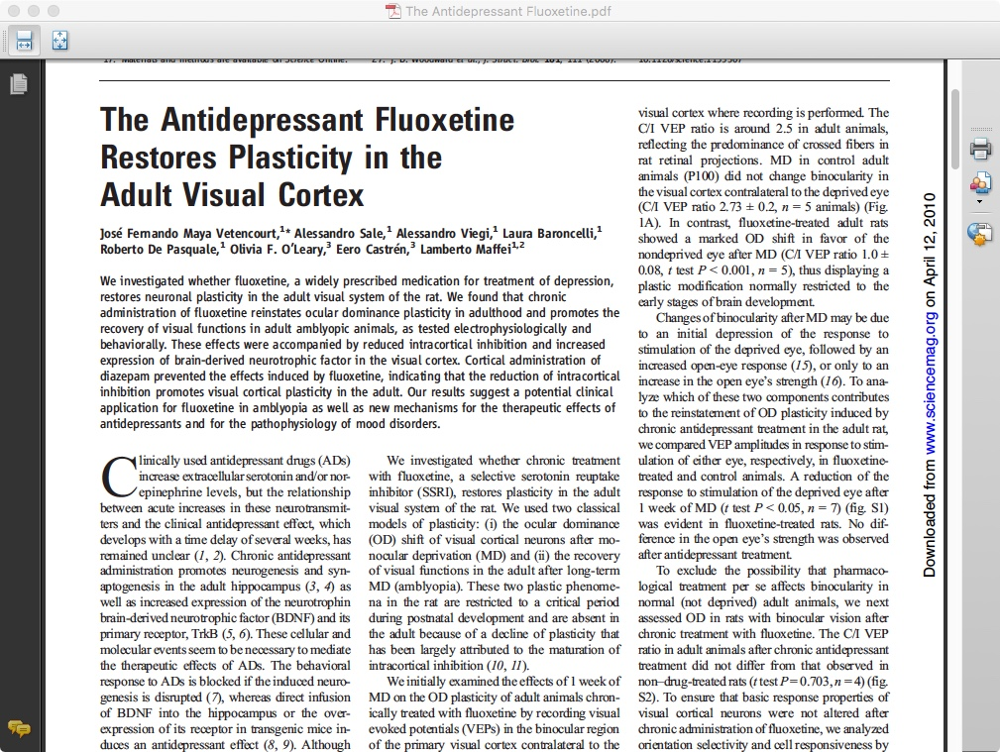 The Antidepressant Fluoxetine.pdf
17. Materials and methods are available on Science Online.
The Antidepressant Fluoxetine
Restores Plasticity in the
Adult Visual Cortex
José Fernando Maya Vetencourt,1* Alessandro Sale,1 Alessandro Viegi,1 Laura Baroncelli,1
Roberto De Pasquale,1 Olivia F. O'Leary,3 Eero Castrén,3 Lamberto Maffei1,2
We investigated whether fluoxetine, a widely prescribed medication for treatment of depression,
restores neuronal plasticity in the adult visual system of the rat. We found that chronic
administration of fluoxetine reinstates ocular dominance plasticity in adulthood and promotes the
recovery of visual functions in adult amblyopic animals, as tested electrophysiologically and
behaviorally. These effects were accompanied by reduced intracortical inhibition and increased
expression of brain-derived neurotrophic factor in the visual cortex. Cortical administration of
diazepam prevented the effects induced by fluoxetine, indicating that the reduction of intracortical
inhibition promotes visual cortical plasticity in the adult. Our results suggest a potential clinical
application for fluoxetine in amblyopia as well as new mechanisms for the therapeutic effects of
antidepressants and for the pathophysiology of mood disorders.
Clinically used antidepressant drugs (ADs)
increase extracellular serotonin and/or nor-
epinephrine levels, but the relationship
between acute increases in these neurotransmit-
ters and the clinical antidepressant effect, which
develops with a time delay of several weeks, has
remained unclear (1, 2). Chronic antidepressant
administration promotes neurogenesis and syn-
aptogenesis in the adult hippocampus (3, 4) as
well as increased expression of the neurotrophin
brain-derived neurotrophic factor (BDNF) and its
primary receptor, TrkB (5, 6). These cellular and
molecular events seem to be necessary to mediate
the therapeutic effects of ADs. The behavioral
response to ADs is blocked if the induced neuro-
genesis is disrupted (7), whereas direct infusion
of BDNF into the hippocampus or the over-
expression of its receptor in transgenic mice in-
duces an antidepressant effect (8, 9). Although
We investigated whether chronic treatment
with fluoxetine, a selective serotonin reuptake
inhibitor (SSRI), restores plasticity in the adult
visual system of the rat. We used two classical
models of plasticity: (i) the ocular dominance
(OD) shift of visual cortical neurons after mo-
nocular deprivation (MD) and (ii) the recovery
of visual functions in the adult after long-term
MD (amblyopia). These two plastic phenome-
na in the rat are restricted to a critical period
during postnatal development and are absent in
the adult because of a decline of plasticity that
has been largely attributed to the maturation of
intracortical inhibition (10, 11).
We initially examined the effects of 1 week of
MD on the OD plasticity of adult animals chron-
ically treated with fluoxetine by recording visual
evoked potentials (VEPs) in the binocular region
of the primary visual cortex contralateral to the
visual cortex where recording is performed. The
C/I VEP ratio is around 2.5 in adult animals,
reflecting the predominance of crossed fibers in
rat retinal projections. MD in control adult
animals (P100) did not change binocularity in
the visual cortex contralateral to the deprived eye
(C/I VEP ratio 2.73 ± 0.2, n = 5 animals) (Fig.
1A). In contrast, fluoxetine-treated adult rats
showed a marked OD shift in favor of the
nondeprived eye after MD (C/I VEP ratio 1.0 ±
0.08, t test P < 0.001, n = 5), thus displaying a
plastic modification normally restricted to the
early stages of brain development.
Changes of binocularity after MD may be due
to an initial depression of the response to
stimulation of the deprived eye, followed by an
increased open-eye response (15), or only to an
increase in the open eye's strength (16). To ana-
lyze which of these two components contributes
to the reinstatement of OD plasticity induced by
chronic antidepressant treatment in the adult rat,
we compared VEP amplitudes in response to stim-
ulation of either eye, respectively, in fluoxetine-
treated and control animals. A reduction of the
response to stimulation of the deprived eye after
1 week of MD (t test P < 0.05, n = 7) (fig. S1)
was evident in fluoxetine-treated rats. No dif-
ference in the open eye's strength was observed
after antidepressant treatment.
To exclude the possibility that pharmaco-
logical treatment per se affects binocularity in
normal (not deprived) adult animals, we next
assessed OD in rats with binocular vision after
chronic treatment with fluoxetine. The C/I VEP
ratio in adult animals after chronic antidepressant
treatment did not differ from that observed in
non–drug-treated rats (t test P = 0.703, n = 4) (fig.
S2). To ensure that basic response properties of
visual cortical neurons were not altered after
chronic administration of fluoxetine, we analyzed
orientation selectivity and cell responsiveness by
Downloaded from www.sciencemag.org on April 12, 2010